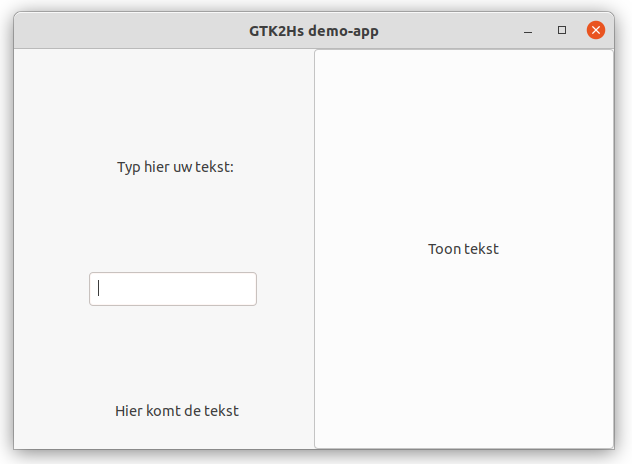 GTK2Hs demo-app
Typ hier uw tekst:
Toon tekst
Hier komt de tekst